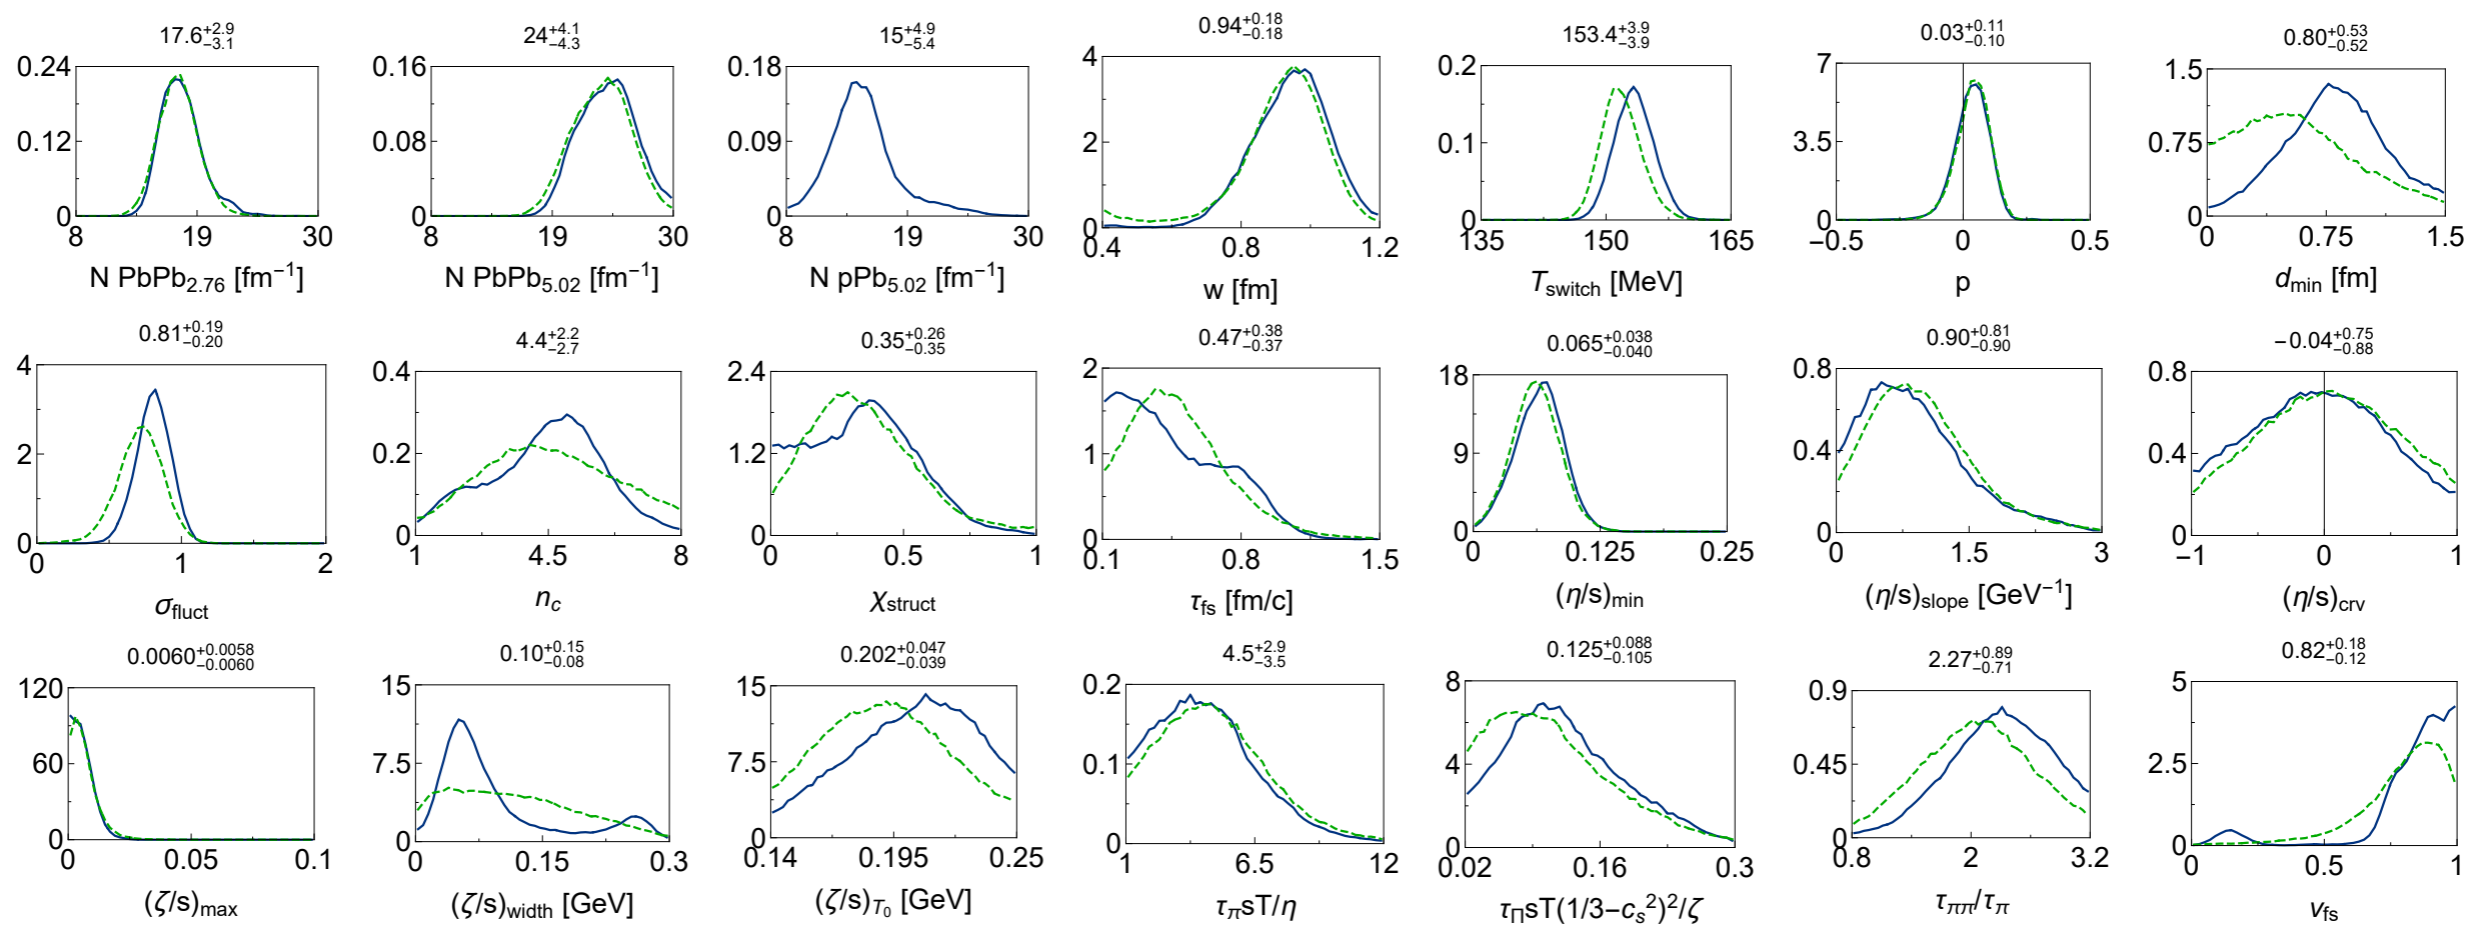 17.6+2.9−3.1
24+4.1−4.3
15+4.9−5.4
0.94+0.18−0.18
153.4+3.9−3.9
0.03+0.11−0.10
0.80+0.53−0.52
0.24 0.12 0
8 19 30
N PbPb2.76 [fm−1]
0.16 0.08 0
8 19 30
N PbPb5.02 [fm−1]
0.18 0.09 0
8 19 30
N pPb5.02 [fm−1]
4 2 0
0.4 0.8 1.2
w [fm]
0.2 0.1 0
135 150 165
Tswitch [MeV]
7 3.5 0
−0.5 0 0.5
p
1.5 0.75 0
0 0.75 1.5
dmin [fm]
0.81+0.19−0.20
4.4+2.2−2.7
0.35+0.26−0.35
0.47+0.38−0.37
0.065+0.038−0.040
0.90+0.81−0.90
−0.04+0.75−0.88
4 2 0
0 1 2
σfluct
0.4 0.2 0
1 4.5 8
nc
2.4 1.2 0
0 0.5 1
χstruct
2 1 0
0.1 0.8 1.5
τfs [fm/c]
18 9 0
0 0.125 0.25
(η/s)min
0.8 0.4 0
0 1.5 3
(η/s)slope [GeV−1]
0.8 0.4 0
−1 0 1
(η/s)crv
0.0060+0.0058−0.0060
0.10+0.15−0.08
0.202+0.047−0.039
4.5+2.9−3.5
0.125+0.088−0.105
2.27+0.89−0.71
0.82+0.18−0.12
120 60 0
0 0.05 0.1
(ζ/s)max
15 7.5 0
0 0.15 0.3
(ζ/s)width [GeV]
15 7.5 0
0.14 0.195 0.25
(ζ/s)T0 [GeV]
0.2 0.1 0
1 6.5 12
τπsT/η
8 4 0
0.02 0.16 0.3
τΠsT(1/3−cs2)2/ζ
0.9 0.45 0
0.8 2 3.2
τππ/τπ
5 2.5 0
0 0.5 1
vfs